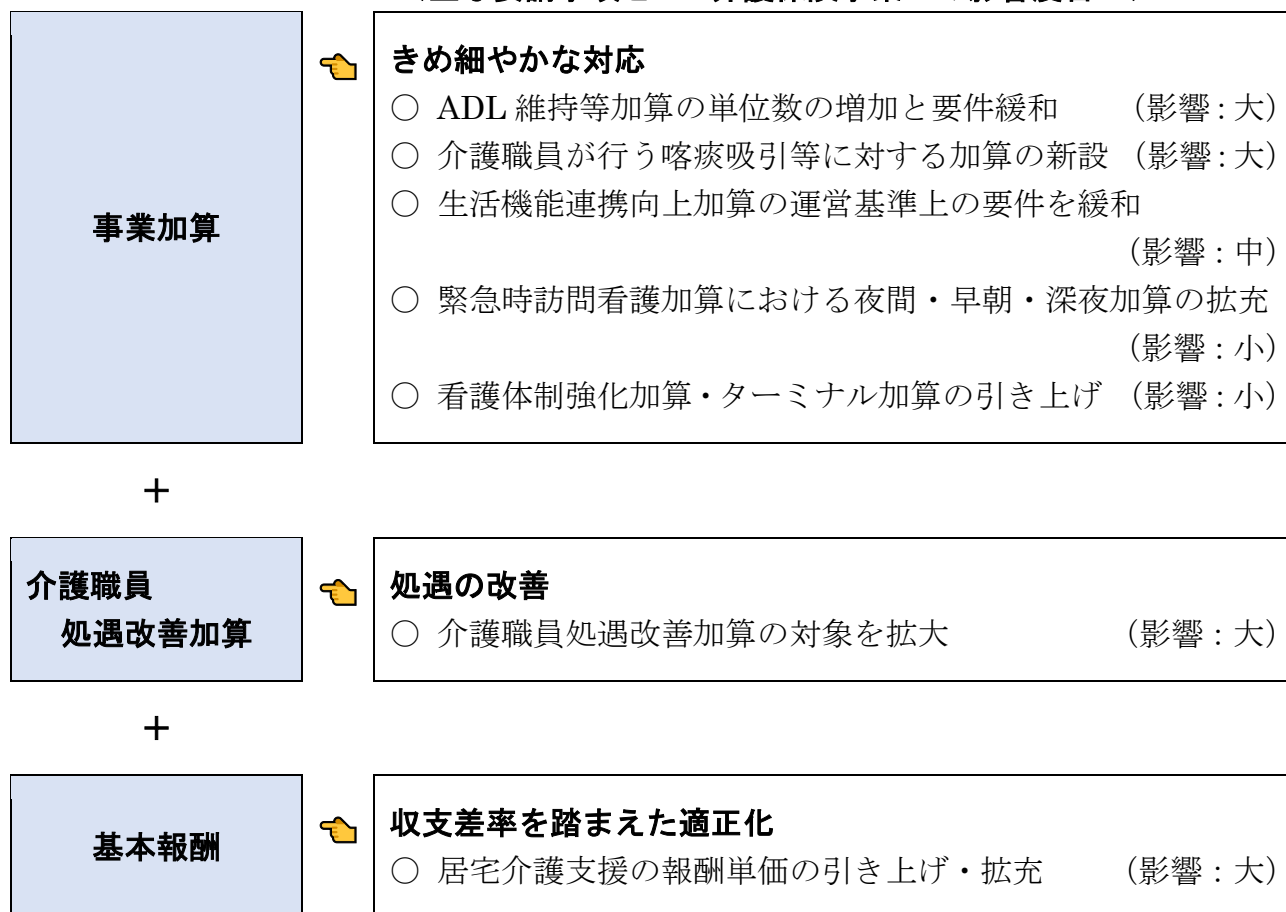 事業加算
きめ細やかな対応
○ ADL 維持等加算の単位数の増加と要件緩和 (影響:大)
○ 介護職員が行う喀痰吸引等に対する加算の新設 (影響:大)
○ 生活機能連携向上加算の運営基準上の要件を緩和
(影響:中)
○ 緊急時訪問看護加算における夜間・早朝・深夜加算の拡充
(影響:小)
○ 看護体制強化加算・ターミナル加算の引き上げ (影響:小)
+
介護職員
処遇改善加算
処遇の改善
○ 介護職員処遇改善加算の対象を拡大 (影響:大)
+
基本報酬
収支差率を踏まえた適正化
○ 居宅介護支援の報酬単価の引き上げ・拡充 (影響:大)